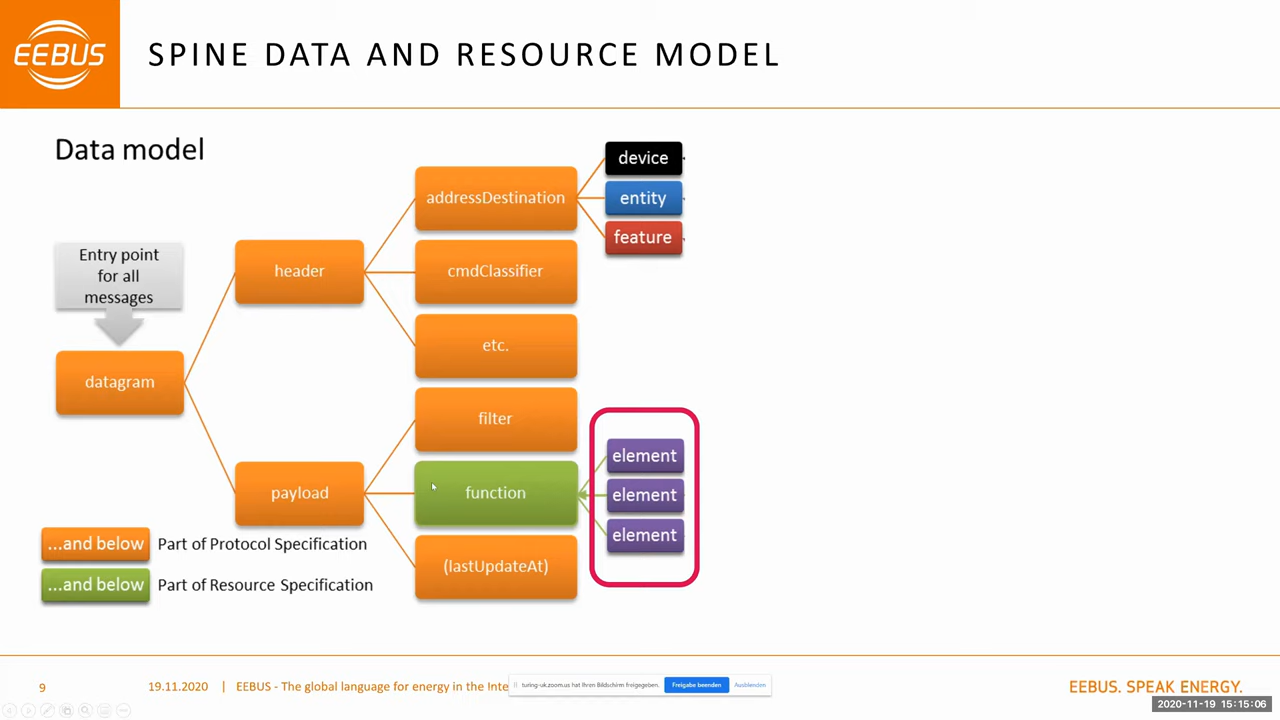 EEBUS
SPINE DATA AND RESOURCE MODEL
Data model
Entry point
for all
messages
datagram
header
payload
addressDestination
cmdClassifier
etc.
filter
function
(lastUpdateAt)
device
entity
feature
element
element
element
...and below Part of Protocol Specification
...and below Part of Resource Specification
9 19.11.2020 | EEBUS - The global language for energy in the Inte
turing-uk.zoom.us hat Ihren Bildschirm freigegeben. Freigabe beenden Ausblenden
EEBUS. SPEAK ENERGY.
2020-11-19 15:15:06